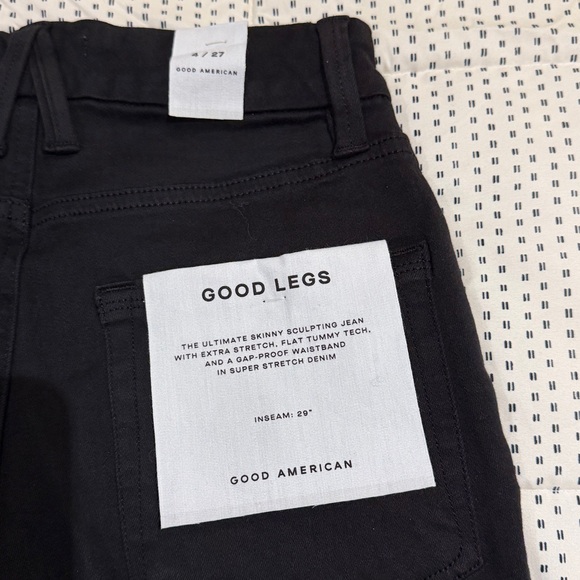 4 / 27
GOOD AMERICAN
GOOD LEGS
THE ULTIMATE SKINNY SCULPTING JEAN
WITH EXTRA STRETCH, FLAT TUMMY TECH,
AND A GAP-PROOF WAISTBAND
IN SUPER STRETCH DENIM
INSEAM: 29"
GOOD AMERICAN